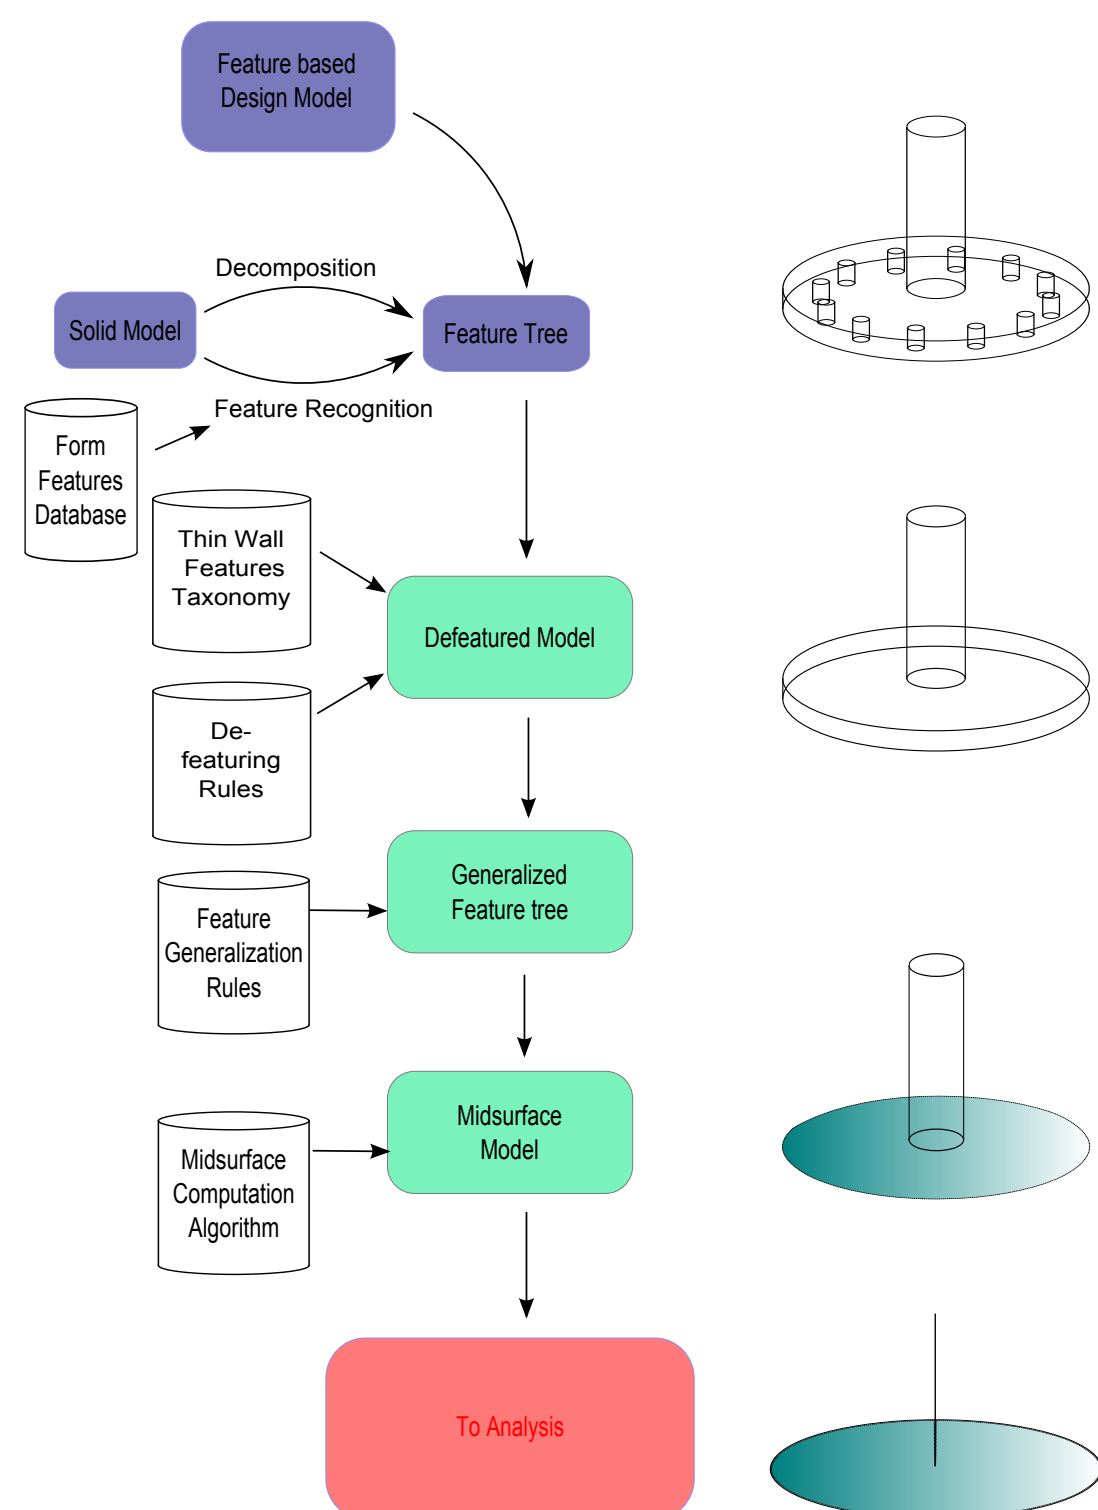 Feature based
Design Model
Decomposition
Solid Model
Feature Tree
Feature Recognition
Form
Features
Database
Thin Wall
Features
Taxonomy
Defeatured Model
De-
featuring
Rules
Generalized
Feature tree
Feature
Generalization
Rules
Midsurface
Model
Midsurface
Computation
Algorithm
To Analysis